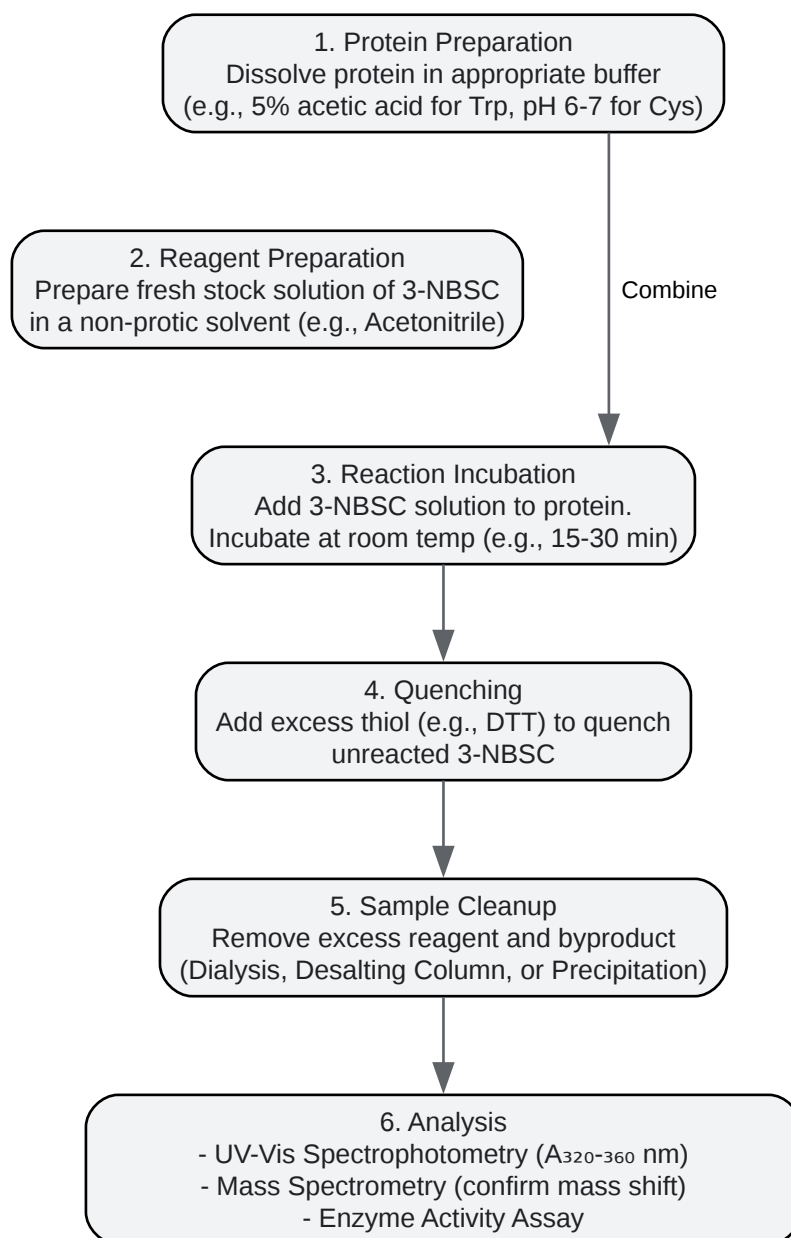 1. Protein Preparation
Dissolve protein in appropriate buffer
(e.g., 5% acetic acid for Trp, pH 6-7 for Cys)
2. Reagent Preparation
Prepare fresh stock solution of 3-NBSC
in a non-protic solvent (e.g., Acetonitrile)
Combine
3. Reaction Incubation
Add 3-NBSC solution to protein.
Incubate at room temp (e.g., 15-30 min)
4. Quenching
Add excess thiol (e.g., DTT) to quench
unreacted 3-NBSC
5. Sample Cleanup
Remove excess reagent and byproduct
(Dialysis, Desalting Column, or Precipitation)
6. Analysis
- UV-Vis Spectrophotometry (A₃₂₀-₃₆₀ nm)
- Mass Spectrometry (confirm mass shift)
- Enzyme Activity Assay